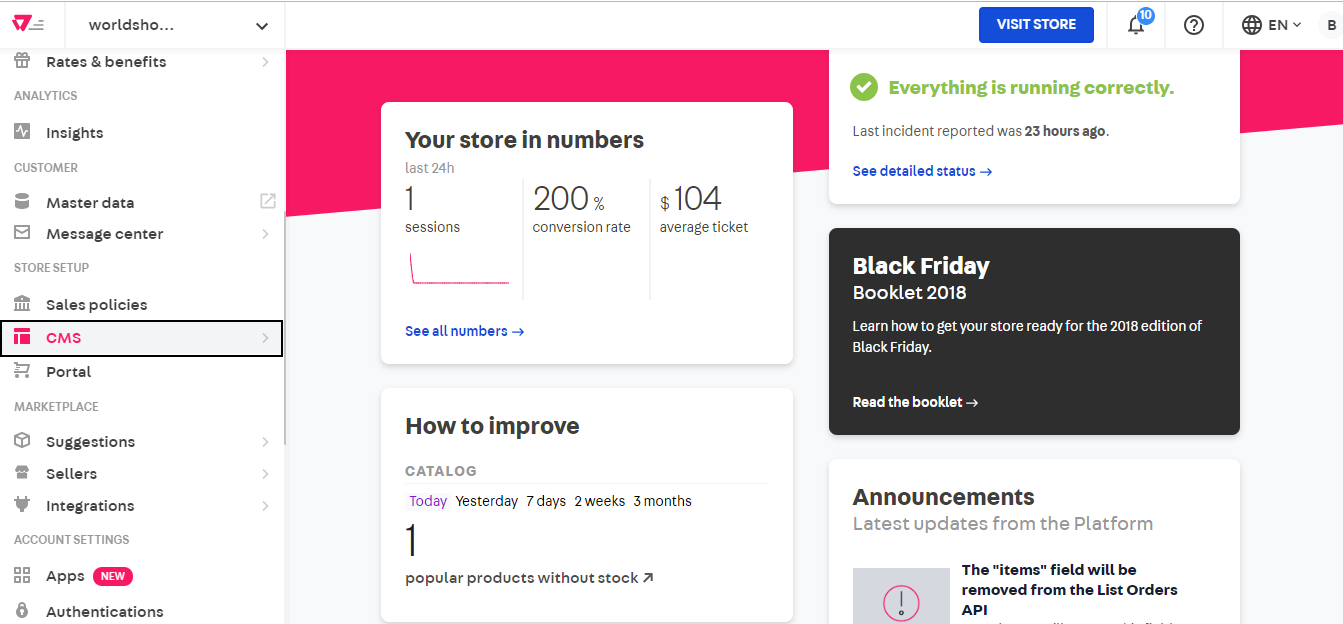 worldsho...
VISIT STORE
10
EN
B
Rates & benefits
ANALYTICS
Insights
CUSTOMER
Master data
Message center
STORE SETUP
Sales policies
CMS
Portal
MARKETPLACE
Suggestions
Sellers
Integrations
ACCOUNT SETTINGS
Apps NEW
Authentications
Your store in numbers
last 24h
1
sessions
200 %
conversion rate
$ 104
average ticket
See all numbers →
How to improve
CATALOG
Today Yesterday 7 days 2 weeks 3 months
1
popular products without stock
Everything is running correctly.
Last incident reported was 23 hours ago.
See detailed status →
Black Friday
Booklet 2018
Learn how to get your store ready for the 2018 edition of
Black Friday.
Read the booklet →
Announcements
Latest updates from the Platform
The "items" field will be
removed from the List Orders
API